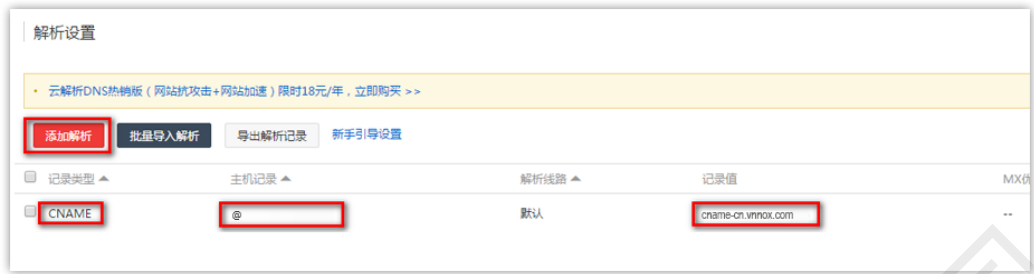 解析设置
• 云解析DNS热销版（网站抗攻击+网站加速）限时18元/年，立即购买 >>
添加解析 批量导入解析 导出解析记录 新手引导设置
记录类型 主机记录 解析线路 记录值 MX优
CNAME @ 默认 cname-cn.vnnox.com --